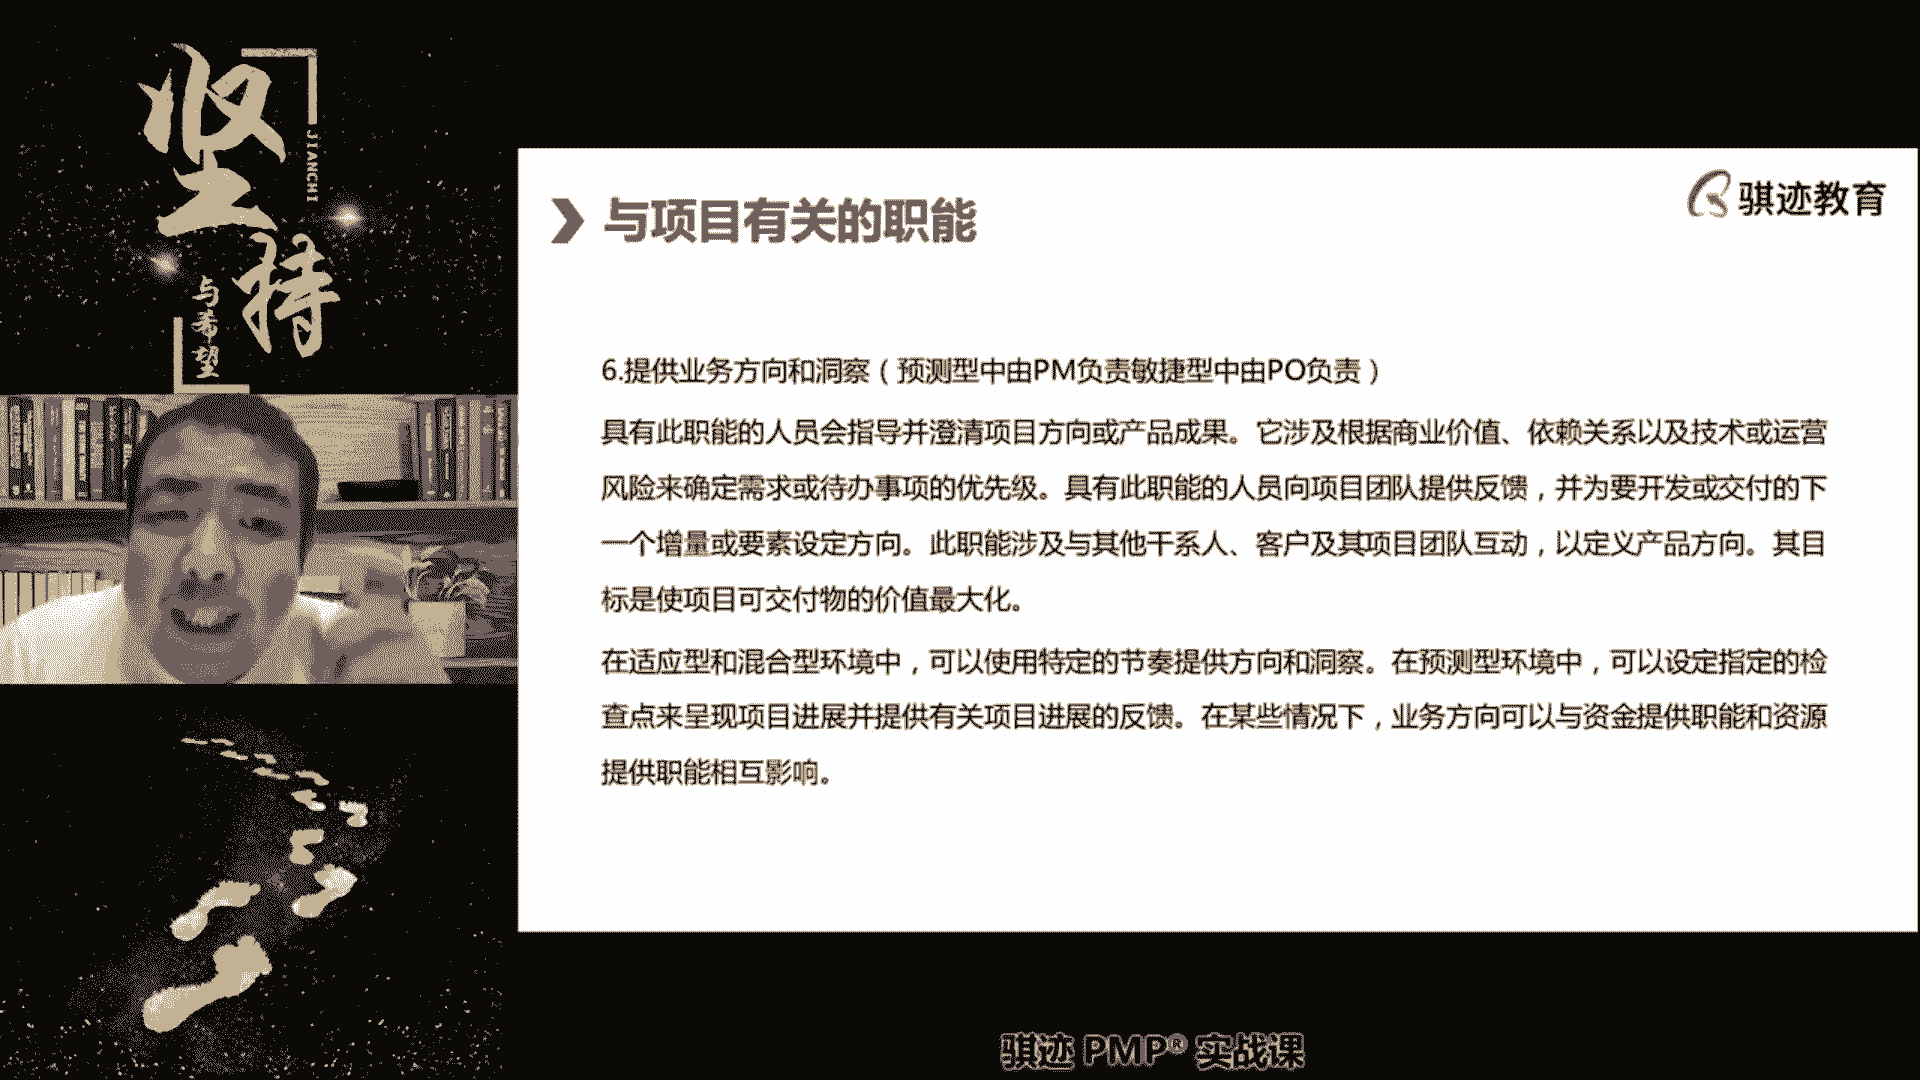 坚持
JIANCHI
与希望
骐迹教育
与项目有关的职能
6.提供业务方向和洞察（预测型中由PM负责敏捷型中由PO负责）
具有此职能的人员会指导并澄清项目方向或产品成果。它涉及根据商业价值、依赖关系以及技术或运营
风险来确定需求或待办事项的优先级。具有此职能的人员向项目团队提供反馈，并为要开发或交付的下
一个增量或要素设定方向。此职能涉及与其他干系人、客户及其项目团队互动，以定义产品方向。其目
标是使项目可交付物的价值最大化。
在适应型和混合型环境中，可以使用特定的节奏提供方向和洞察。在预测型环境中，可以设定指定的检
查点来呈现项目进展并提供有关项目进展的反馈。在某些情况下，业务方向可以与资金提供职能和资源
提供职能相互影响。
骐迹 PMP® 实战课